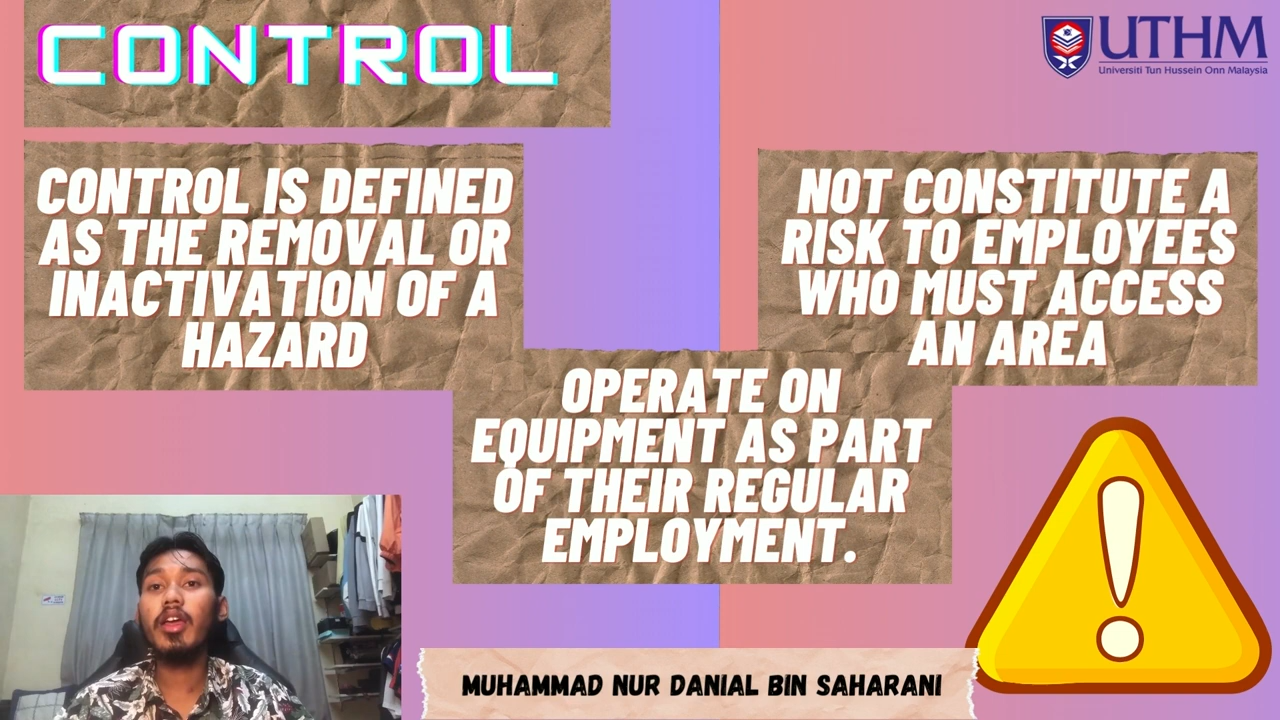 CONTROL
UTHM
Universiti Tun Hussein Onn Malaysia
CONTROL IS DEFINED
AS THE REMOVAL OR
INACTIVATION OF A
HAZARD
NOT CONSTITUTE A
RISK TO EMPLOYEES
WHO MUST ACCESS
AN AREA
OPERATE ON
EQUIPMENT AS PART
OF THEIR REGULAR
EMPLOYMENT.
MUHAMMAD NUR DANIAL BIN SAHARANI